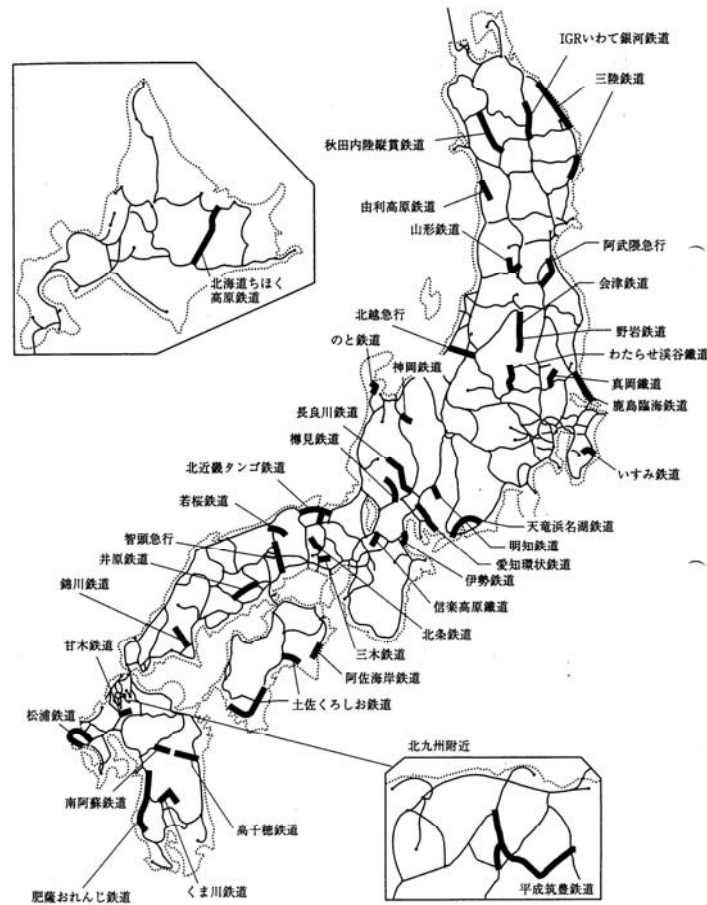 IGRいわて銀河鉄道
三陸鉄道
秋田内陸縦貫鉄道
由利高原鉄道
山形鉄道
阿武隈急行
会津鉄道
北海道ちほく
高原鉄道
北越急行
野岩鉄道
のと鉄道
わたらせ渓谷鐵道
神岡鉄道
真岡鐵道
長良川鉄道
鹿島臨海鉄道
樽見鉄道
いすみ鉄道
北近畿タンゴ鉄道
若桜鉄道
天竜浜名湖鉄道
智頭急行
明知鉄道
井原鉄道
愛知環状鉄道
伊勢鉄道
錦川鉄道
信楽高原鐵道
北条鉄道
甘木鉄道
三木鉄道
阿佐海岸鉄道
土佐くろしお鉄道
松浦鉄道
北九州附近
南阿蘇鉄道
高千穂鉄道
くま川鉄道
平成筑豊鉄道
肥薩おれんじ鉄道